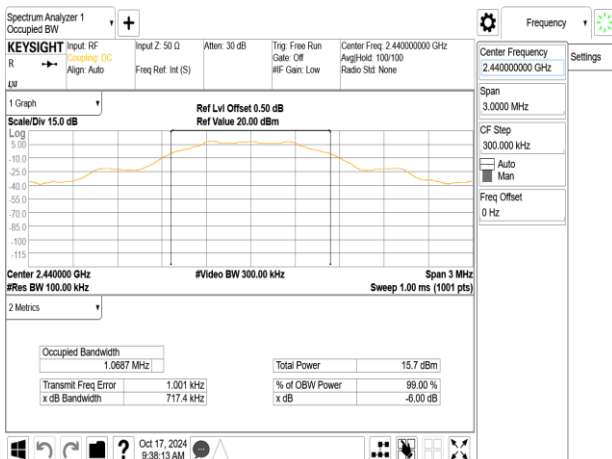 Spectrum Analyzer 1
Occupied BW
+
Frequency
KEYSIGHT
R
LXI
Input: RF
Coupling: DC
Align: Auto
Input Z: 50 Ω
Freq Ref: Int (S)
Atten: 30 dB
Trig: Free Run
Gate: Off
#IF Gain: Low
Center Freq: 2.440000000 GHz
Avg|Hold: 100/100
Radio Std: None
Center Frequency
2.440000000 GHz
Settings
Span
3.0000 MHz
CF Step
300.000 kHz
Auto
Man
Freq Offset
0 Hz
1 Graph
Scale/Div 15.0 dB
Ref Lvl Offset 0.50 dB
Ref Value 20.00 dBm
Log
5.00
-10.0
-25.0
-40.0
-55.0
-70.0
-85.0
-100
-115
Center 2.440000 GHz
#Res BW 100.00 kHz
#Video BW 300.00 kHz
Span 3 MHz
Sweep 1.00 ms (1001 pts)
2 Metrics
Occupied Bandwidth
1.0687 MHz
Total Power 15.7 dBm
Transmit Freq Error 1.001 kHz
% of OBW Power 99.00 %
x dB Bandwidth 717.4 kHz
x dB -6.00 dB
?
Oct 17, 2024
9:38:13 AM